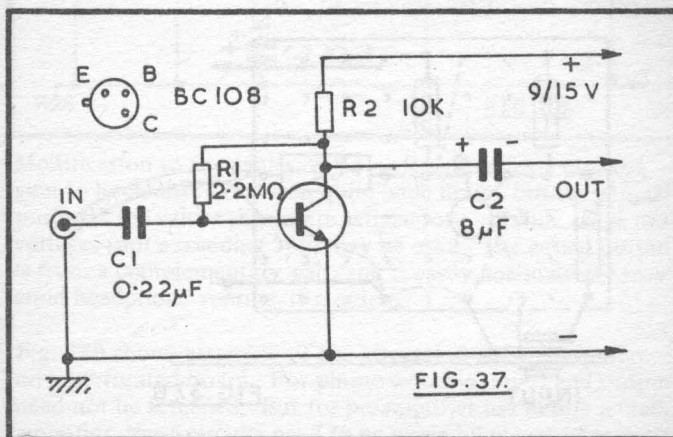 E B
C
BC108
+
9/15 V
R2 10K
R1
2·2MΩ
+ -
IN
OUT
C2
8µF
C1
0·22µF
-
FIG. 37.